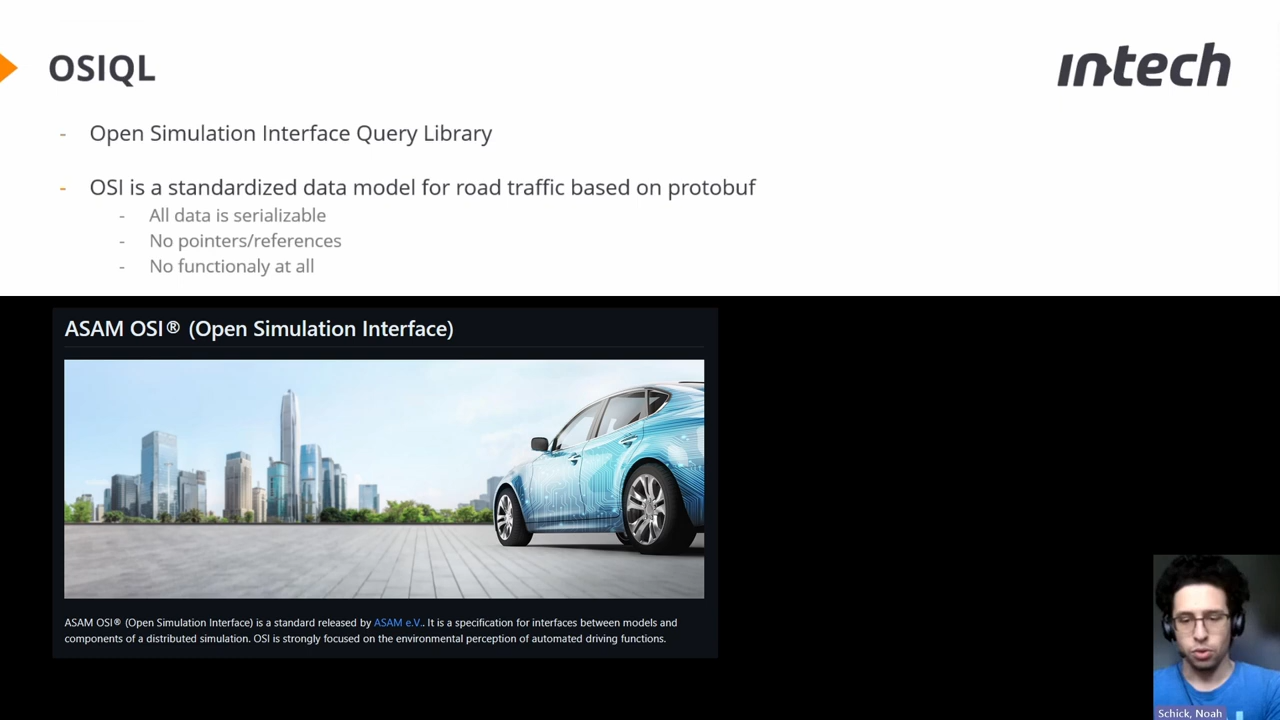 OSIQL
intech
- Open Simulation Interface Query Library
- OSI is a standardized data model for road traffic based on protobuf
- All data is serializable
- No pointers/references
- No functionaly at all
ASAM OSI® (Open Simulation Interface)
ASAM OSI® (Open Simulation Interface) is a standard released by ASAM e.V.. It is a specification for interfaces between models and
components of a distributed simulation. OSI is strongly focused on the environmental perception of automated driving functions.
Schick, Noah